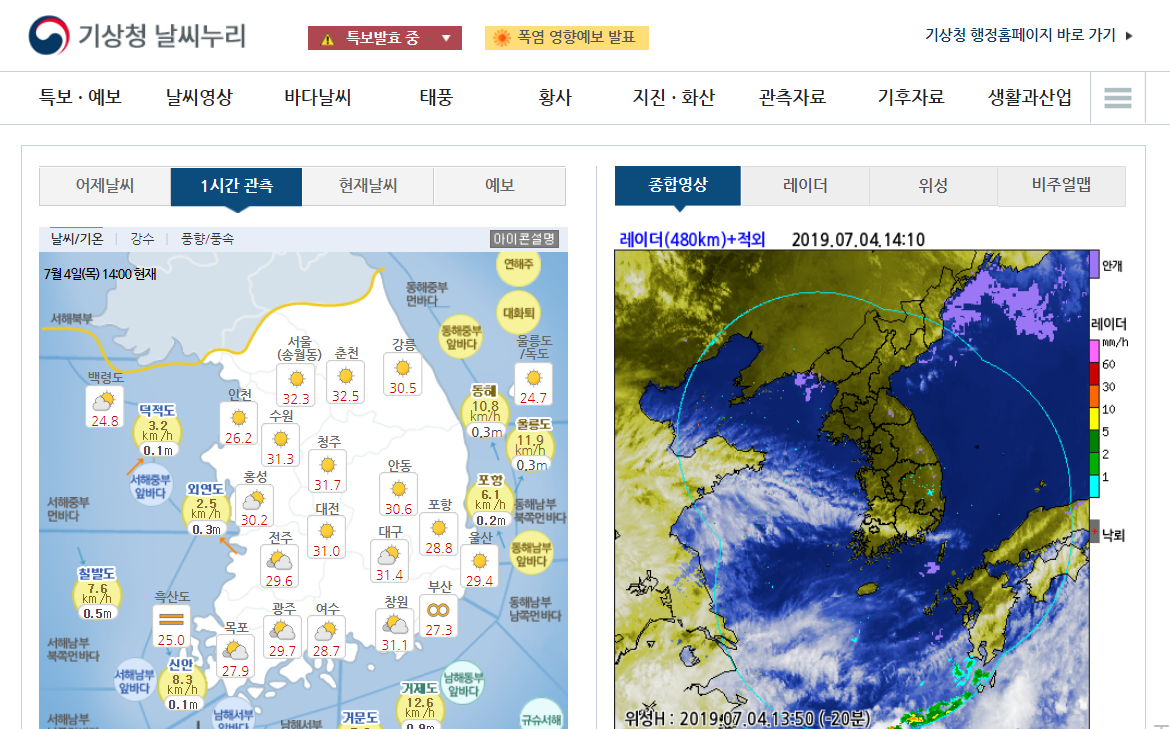 기상청 날씨누리
특보발효 중 ▼
폭염 영향예보 발표
기상청 행정홈페이지 바로 가기 ▶
특보 · 예보 날씨영상 바다날씨 태풍 황사 지진 · 화산 관측자료 기후자료 생활과산업
어제날씨 1시간 관측 현재날씨 예보
종합영상 레이더 위성 비주얼맵
날씨/기온 | 강수 | 풍향/풍속
아이콘설명
7월 4일(목) 14:00 현재
연해주
동해중부
먼바다
대화퇴
서해북부
동해중부
앞바다
울릉도
/독도
24.7
서울
(송월동)
32.3
춘천
32.5
강릉
30.5
백령도
24.8
덕적도
3.2
km/h
0.1m
인천
26.2
수원
31.3
동해
10.8
km/h
0.3m
울릉도
11.9
km/h
0.3m
서해중부
앞바다
청주
31.7
안동
30.6
홍성
30.2
외연도
2.5
km/h
0.3m
서해중부
먼바다
대전
31.0
포항
28.8
포항
6.1
km/h
0.2m
동해남부
북쪽먼바다
전주
29.6
대구
31.4
울산
29.4
동해남부
앞바다
칠발도
7.6
km/h
0.5m
흑산도
25.0
부산
27.3
창원
31.1
동해남부
남쪽먼바다
광주
29.7
여수
28.7
목포
27.9
서해남부
북쪽먼바다
서해남부
앞바다
신안
8.3
km/h
0.1m
남해동부
앞바다
거제도
12.6
km/h
0.9m
서해남부
남해서부
앞바다
남해서부
거문도
규슈서해
레이더(480km)+적외 2019.07.04.14:10
안개
레이더
mm/h
60
30
10
5
2
1
낙뢰
위성H : 2019.07.04.13:50 (-20분)